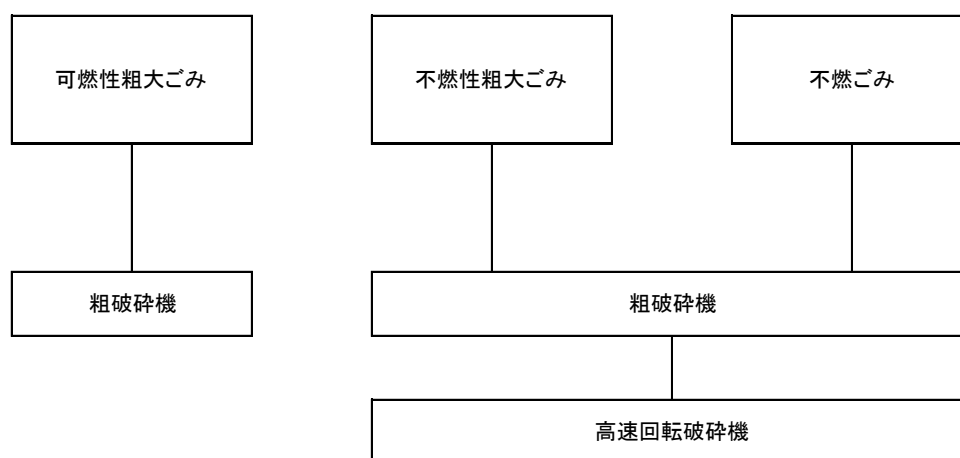 可燃性粗大ごみ
不燃性粗大ごみ
不燃ごみ
粗破砕機
粗破砕機
高速回転破砕機